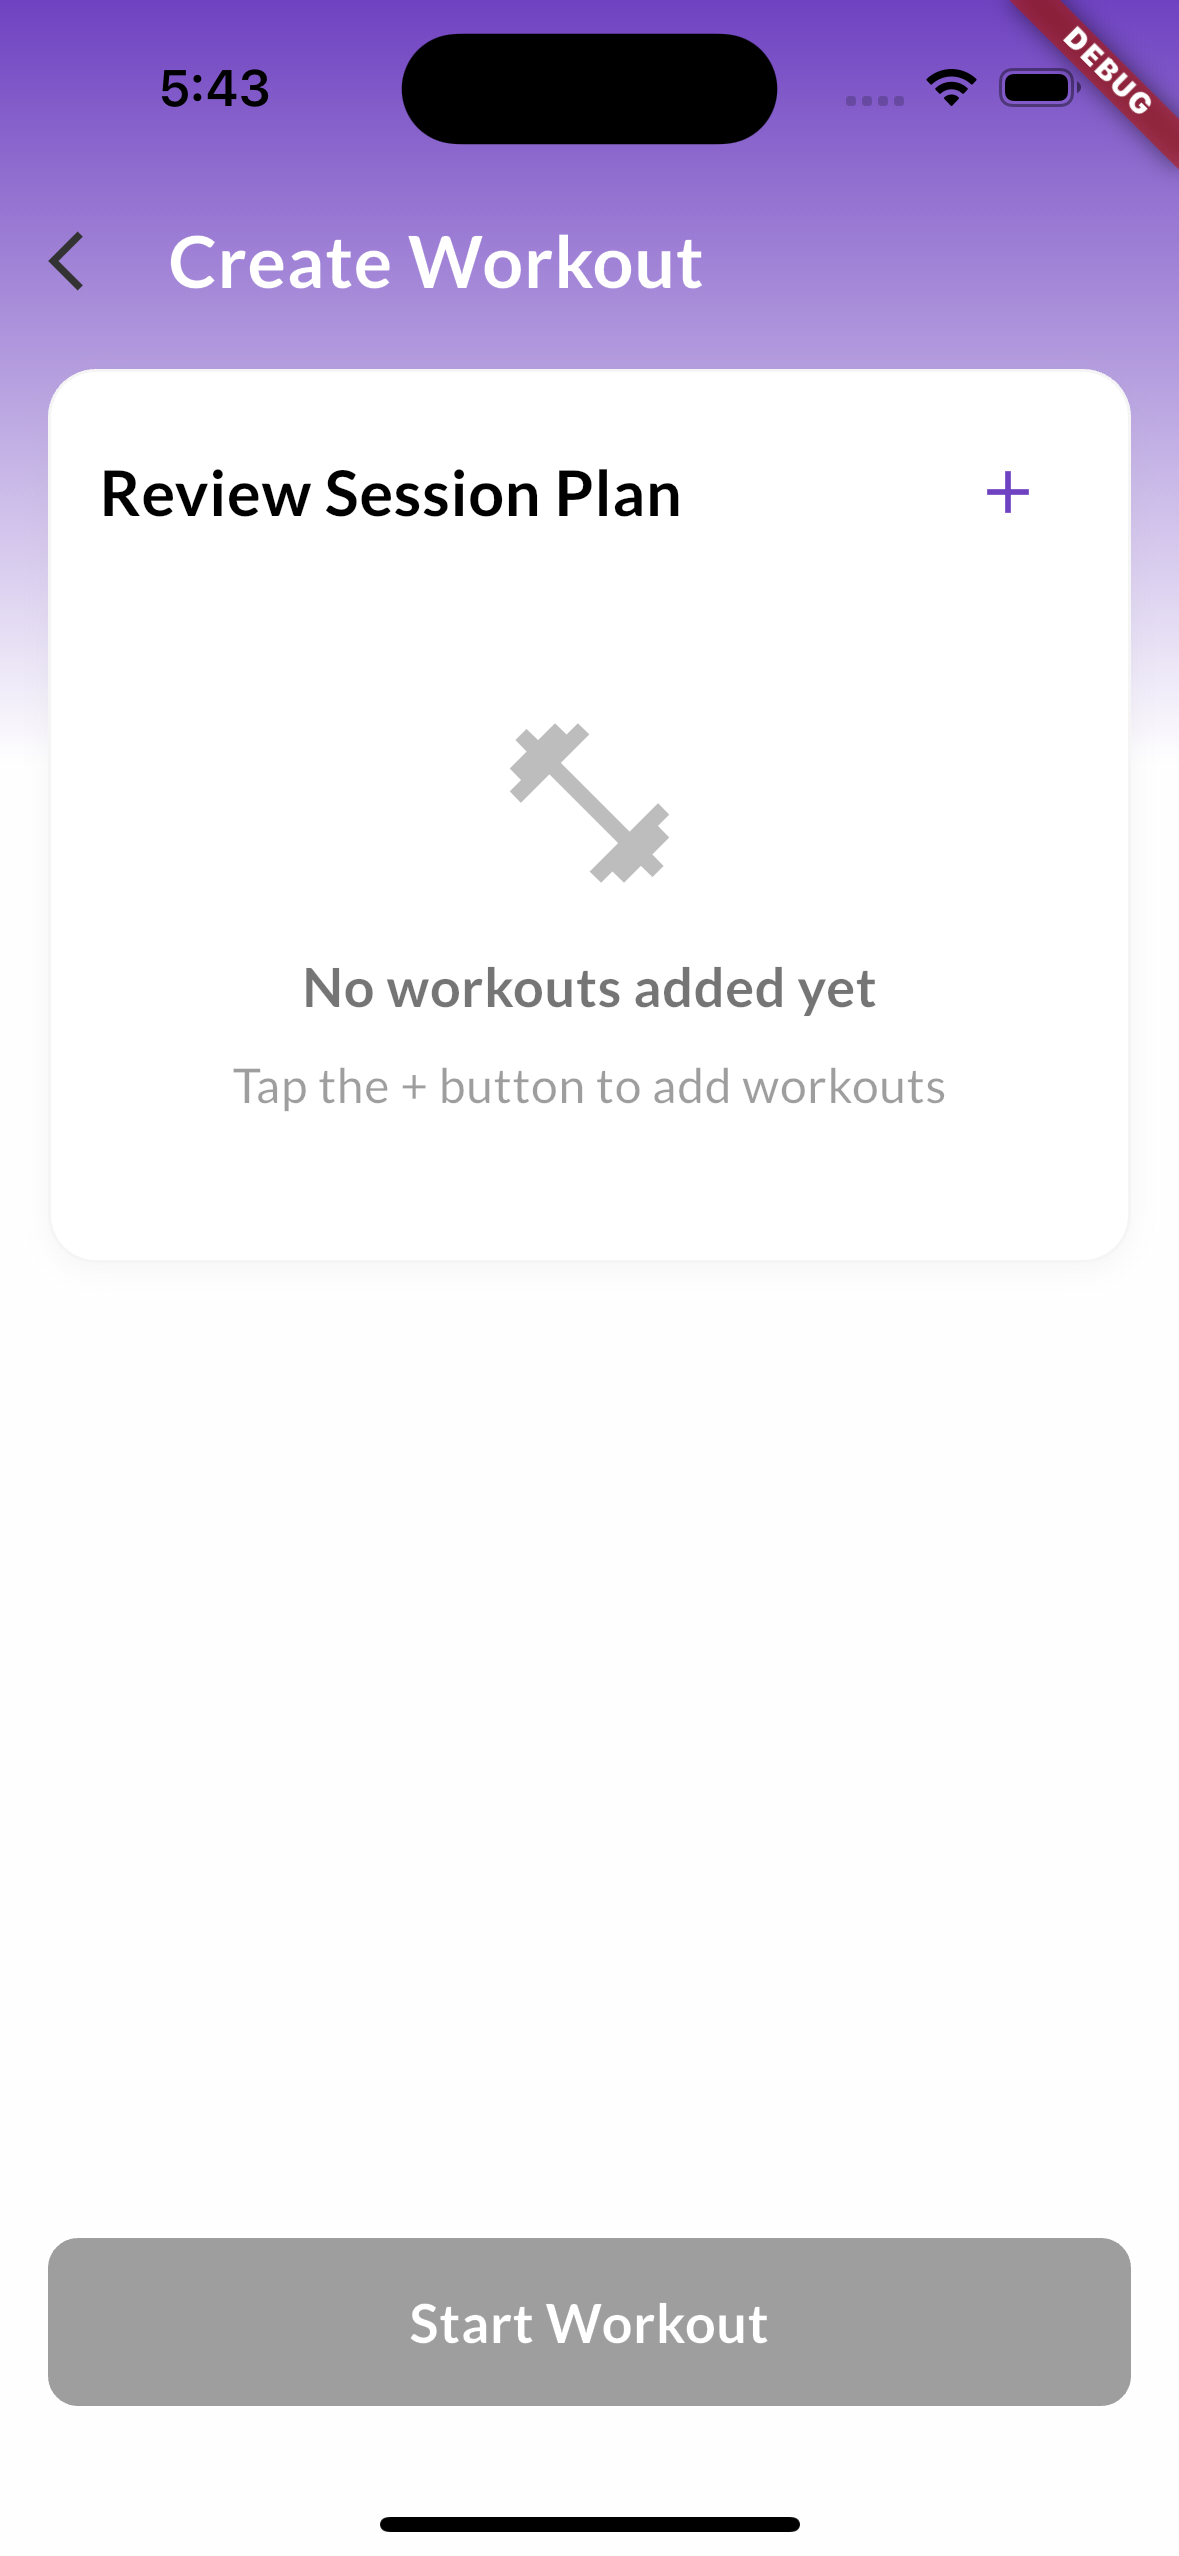 5:43
DEBUG
Create Workout
Review Session Plan
No workouts added yet
Tap the + button to add workouts
Start Workout